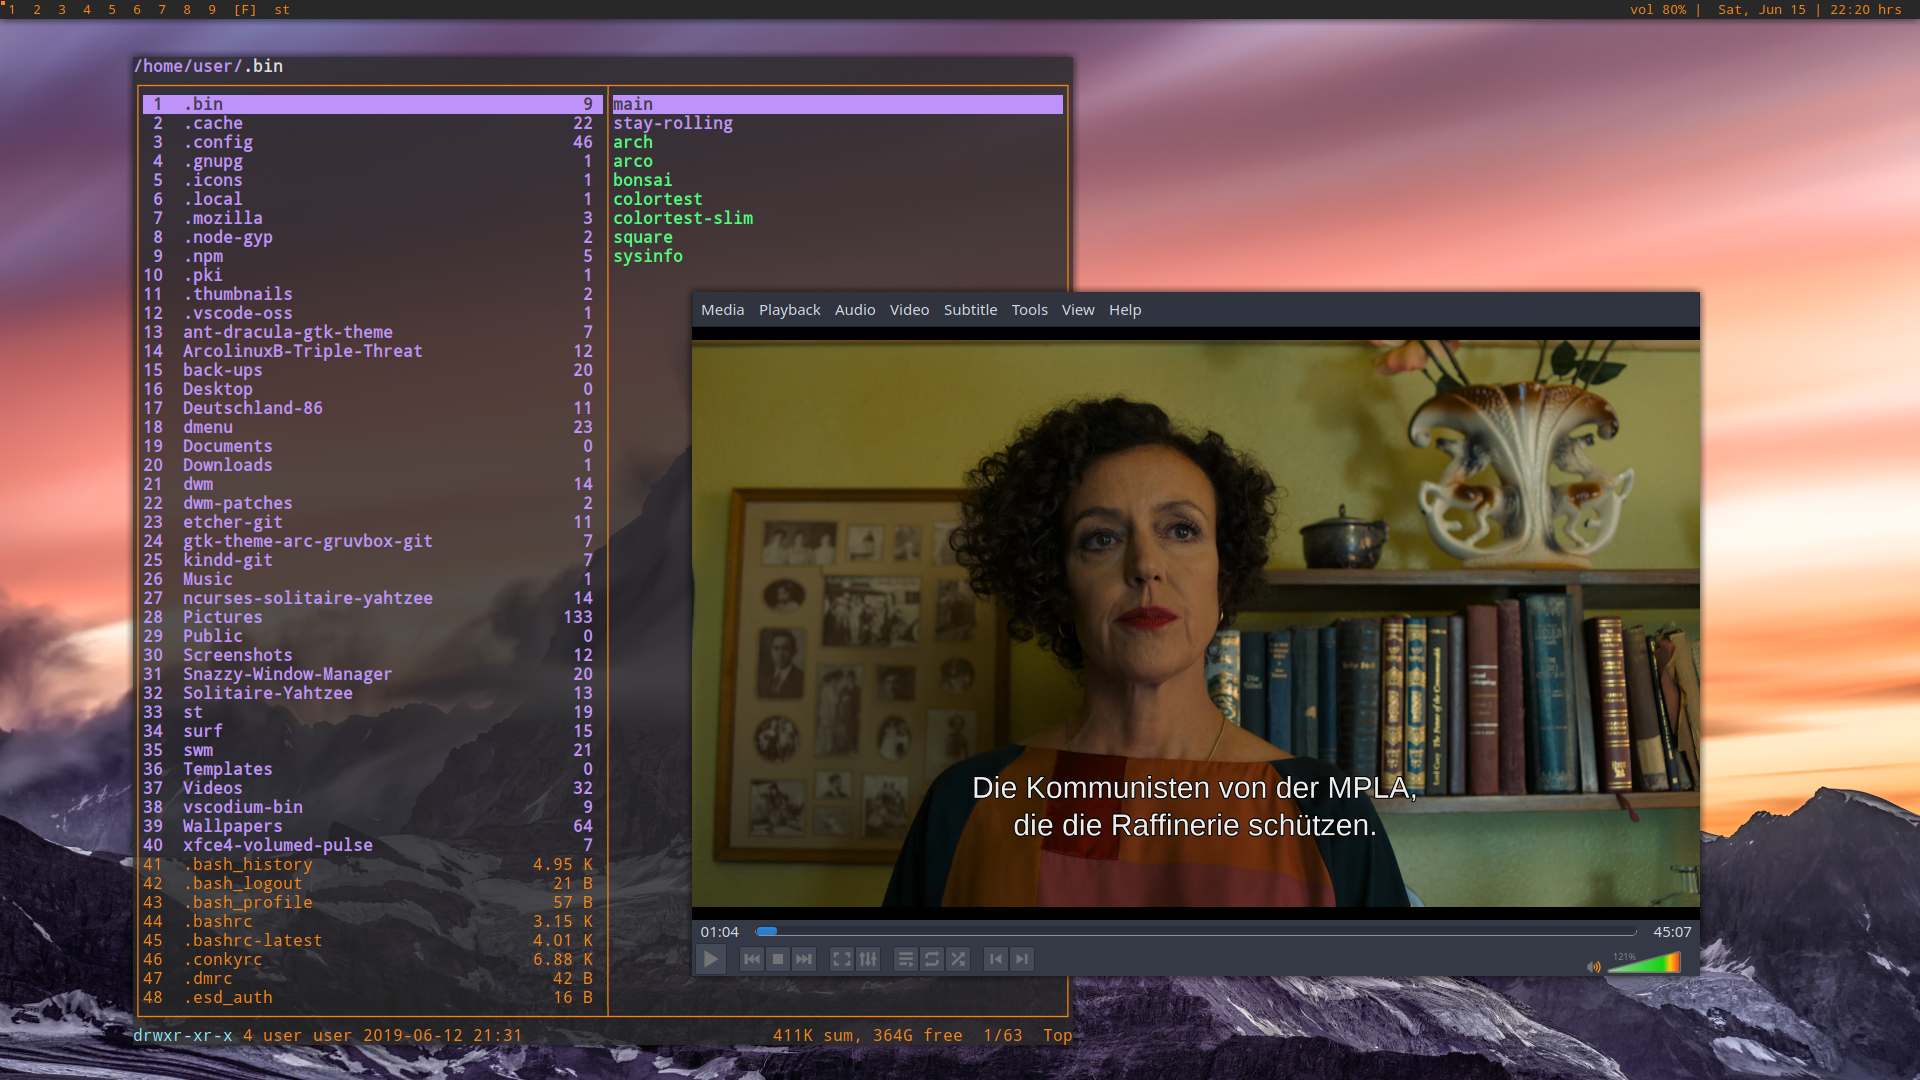 1 2 3 4 5 6 7 8 9 [F] st
vol 80% | Sat, Jun 15 | 22:20 hrs
/home/user/.bin
1 .bin 9
2 .cache 22
3 .config 46
4 .gnupg 1
5 .icons 1
6 .local 1
7 .mozilla 3
8 .node-gyp 2
9 .npm 5
10 .pki 1
11 .thumbnails 2
12 .vscode-oss 1
13 ant-dracula-gtk-theme 7
14 ArcolinuxB-Triple-Threat 12
15 back-ups 20
16 Desktop 0
17 Deutschland-86 11
18 dmenu 23
19 Documents 0
20 Downloads 1
21 dwm 14
22 dwm-patches 2
23 etcher-git 11
24 gtk-theme-arc-gruvbox-git 7
25 kindd-git 7
26 Music 1
27 ncurses-solitaire-yahtzee 14
28 Pictures 133
29 Public 0
30 Screenshots 12
31 Snazzy-Window-Manager 20
32 Solitaire-Yahtzee 13
33 st 19
34 surf 15
35 swm 21
36 Templates 0
37 Videos 32
38 vscodium-bin 9
39 Wallpapers 64
40 xfce4-volumed-pulse 7
41 .bash_history 4.95 K
42 .bash_logout 21 B
43 .bash_profile 57 B
44 .bashrc 3.15 K
45 .bashrc-latest 4.01 K
46 .conkyrc 6.88 K
47 .dmrc 42 B
48 .esd_auth 16 B
main
stay-rolling
arch
arco
bonsai
colortest
colortest-slim
square
sysinfo
drwxr-xr-x 4 user user 2019-06-12 21:31
411K sum, 364G free 1/63 Top
Media Playback Audio Video Subtitle Tools View Help
Die Kommunisten von der MPLA,
die die Raffinerie schützen.
01:04
45:07
121%